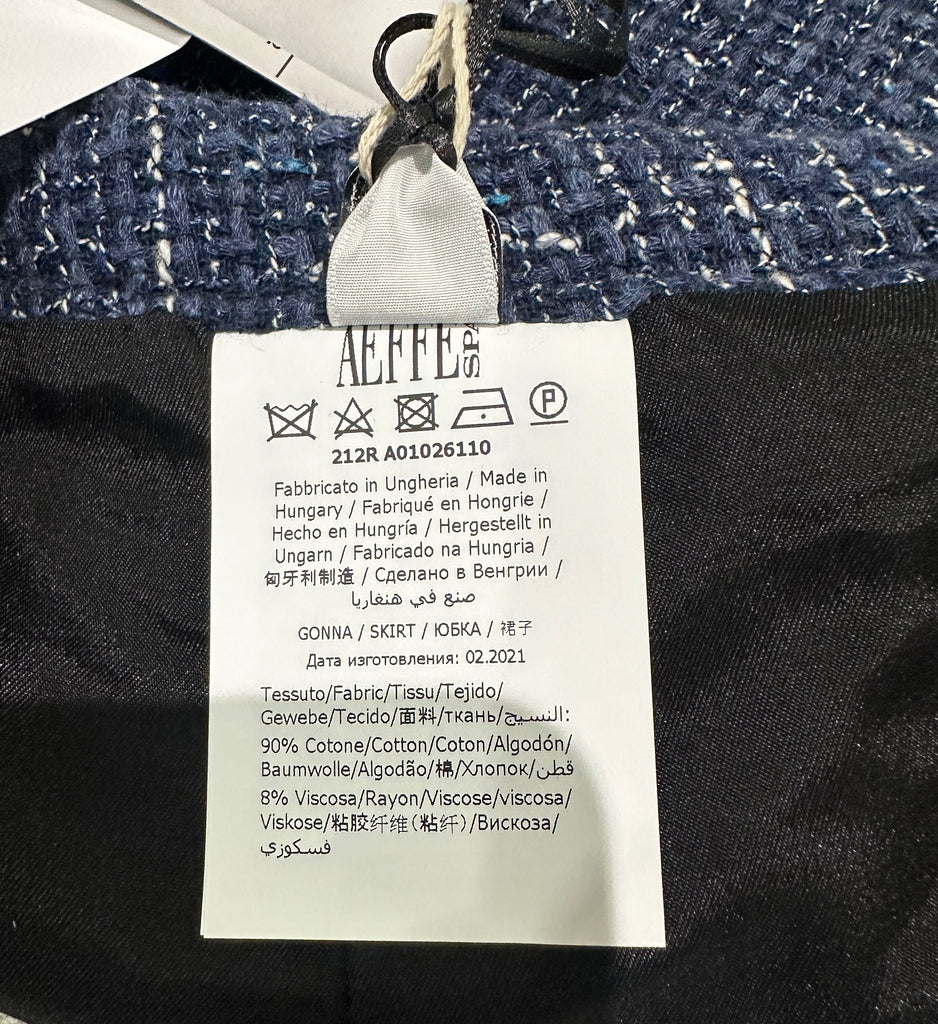 AEFFE SPA
P
212R A01026110
Fabbricato in Ungheria / Made in
Hungary / Fabriqué en Hongrie /
Hecho en Hungría / Hergestellt in
Ungarn / Fabricado na Hungria /
匈牙利制造 / Сделано в Венгрии /
صنع في هنغاريا
GONNA / SKIRT / ЮБКА / 裙子
Дата изготовления: 02.2021
Tessuto/Fabric/Tissu/Tejido/
Gewebe/Tecido/面料/ткань/النسيج:
90% Cotone/Cotton/Coton/Algodón/
Baumwolle/Algodão/棉/Хлопок/قطن
8% Viscosa/Rayon/Viscose/viscosa/
Viskose/粘胶纤维(粘纤)/Вискоза/
فسكوزي